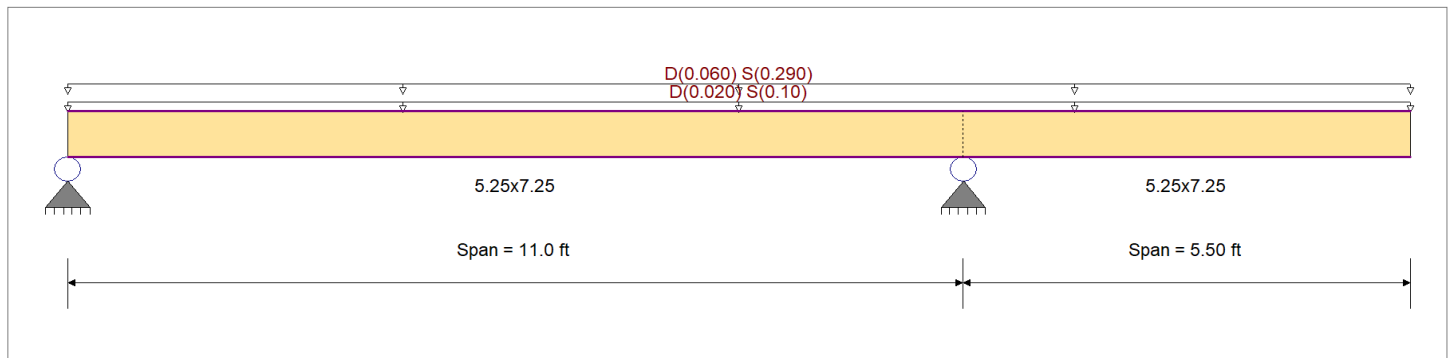 D(0.060) S(0.290)
D(0.020) S(0.10)
5.25x7.25
5.25x7.25
Span = 11.0 ft
Span = 5.50 ft